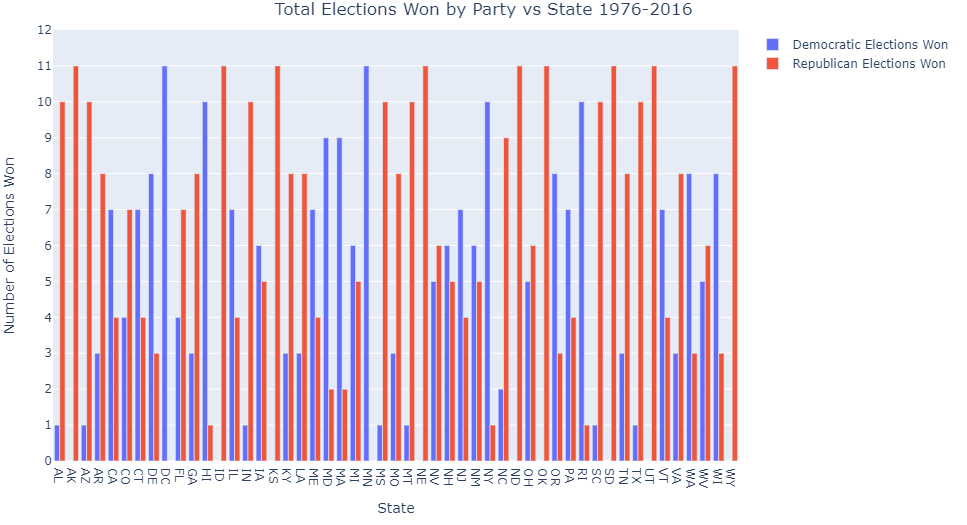 Total Elections Won by Party vs State 1976-2016
Democratic Elections Won
Republican Elections Won
12
11
10
9
8
7
6
5
4
3
2
1
0
Number of Elections Won
AL
AK
AZ
AR
CA
CO
CT
DE
DC
FL
GA
HI
ID
IL
IN
IA
KS
KY
LA
ME
MD
MA
MI
MN
MS
MO
MT
NE
NV
NH
NJ
NM
NY
NC
ND
OH
OK
OR
PA
RI
SC
SD
TN
TX
UT
VT
VA
WA
WV
WI
WY
State